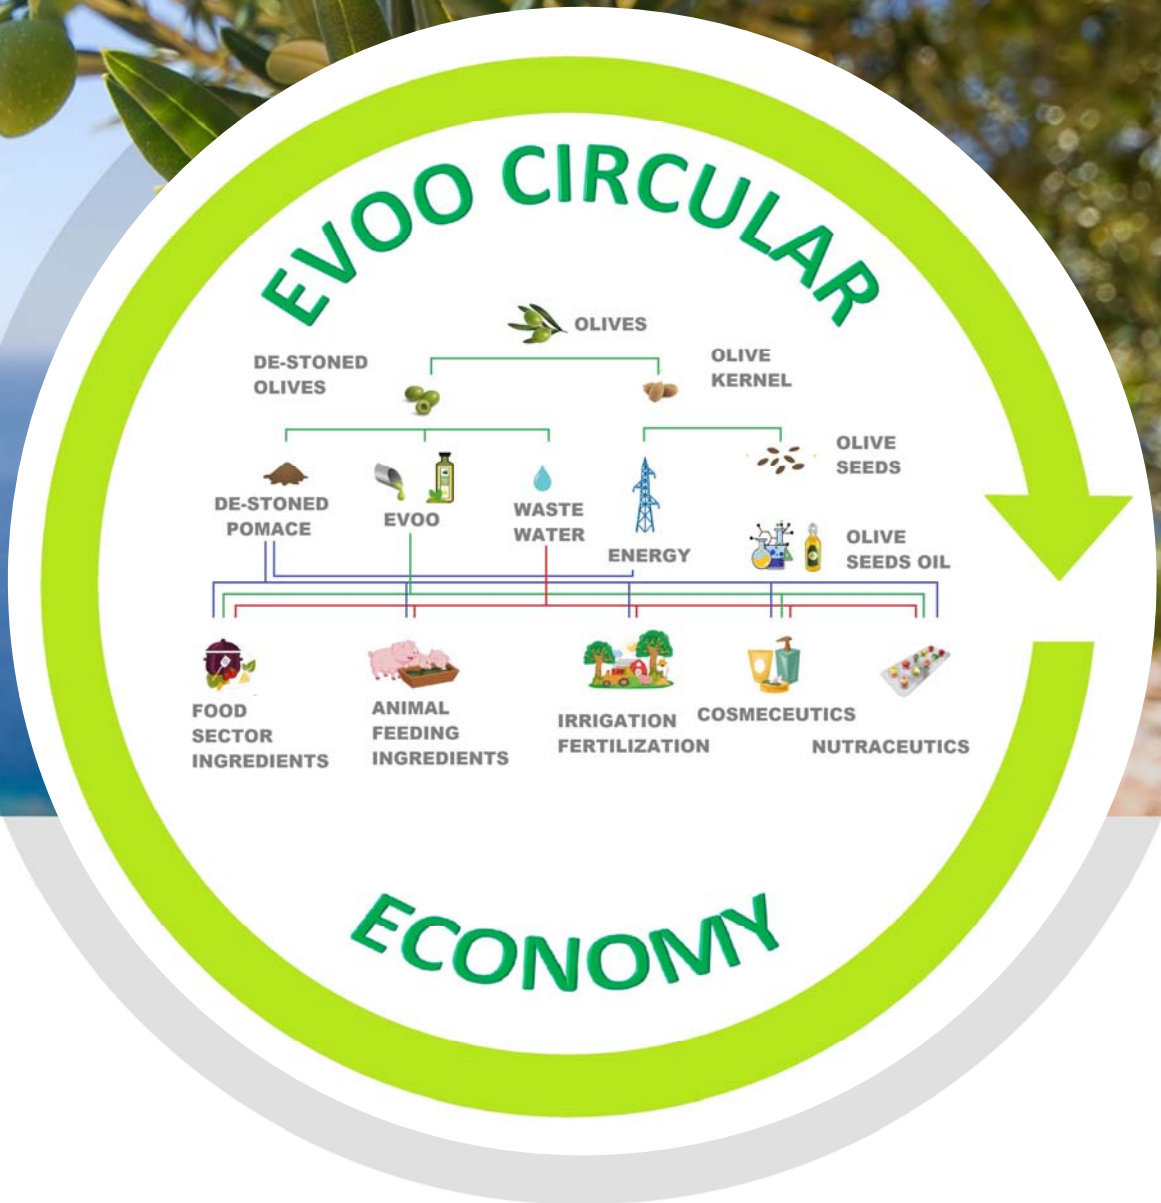 EVOO CIRCULAR
OLIVES
DE-STONED
OLIVES
OLIVE
KERNEL
OLIVE
SEEDS
DE-STONED
POMACE
EVOO
WASTE
WATER
ENERGY
OLIVE
SEEDS OIL
FOOD
SECTOR
INGREDIENTS
ANIMAL
FEEDING
INGREDIENTS
IRRIGATION
FERTILIZATION
COSMECEUTICS
NUTRACEUTICS
ECONOMY